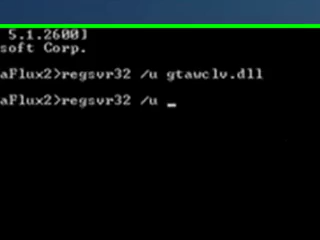 5.1.2600]
soft Corp.
aFlux2>regsvr32 /u gtawclv.dll
aFlux2>regsvr32 /u _